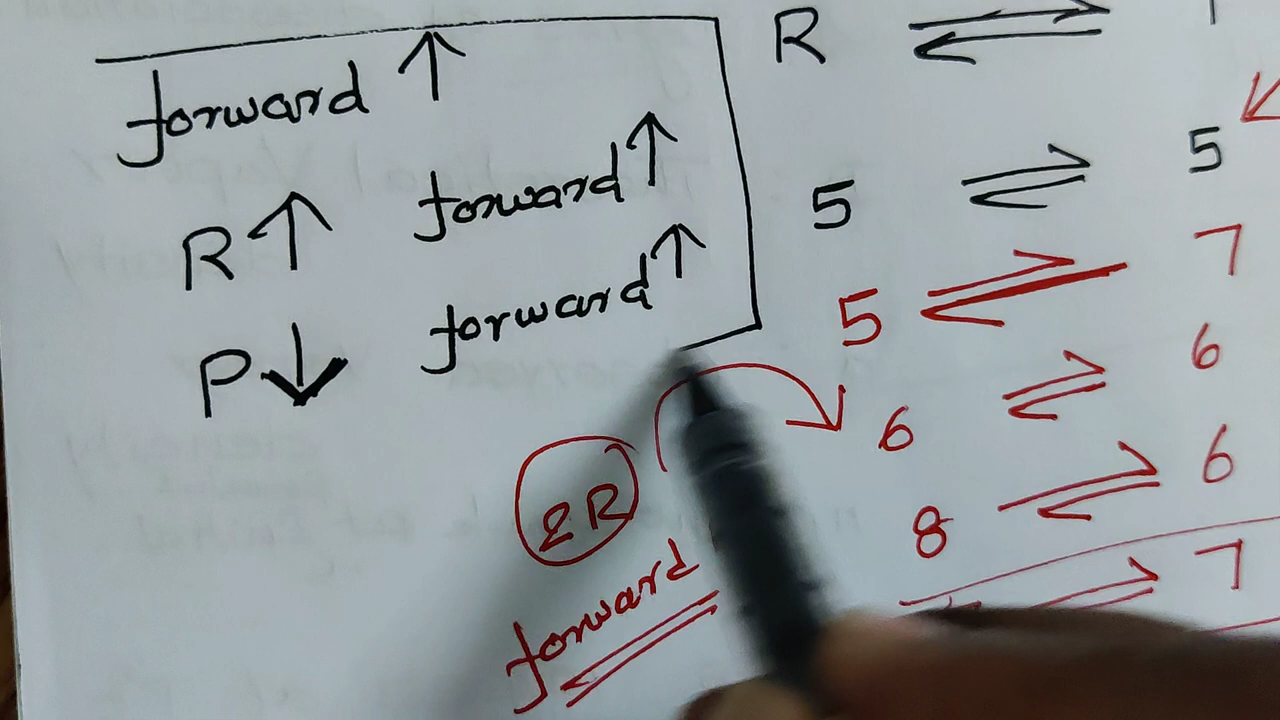 forward ↑
R ↑ forward ↑
P ↓ forward ↑
2R
forward
R ⇌
5 ⇌ 5
5 ⇌ 7
6 ⇌ 6
8 ⇌ 6
⇌ 7